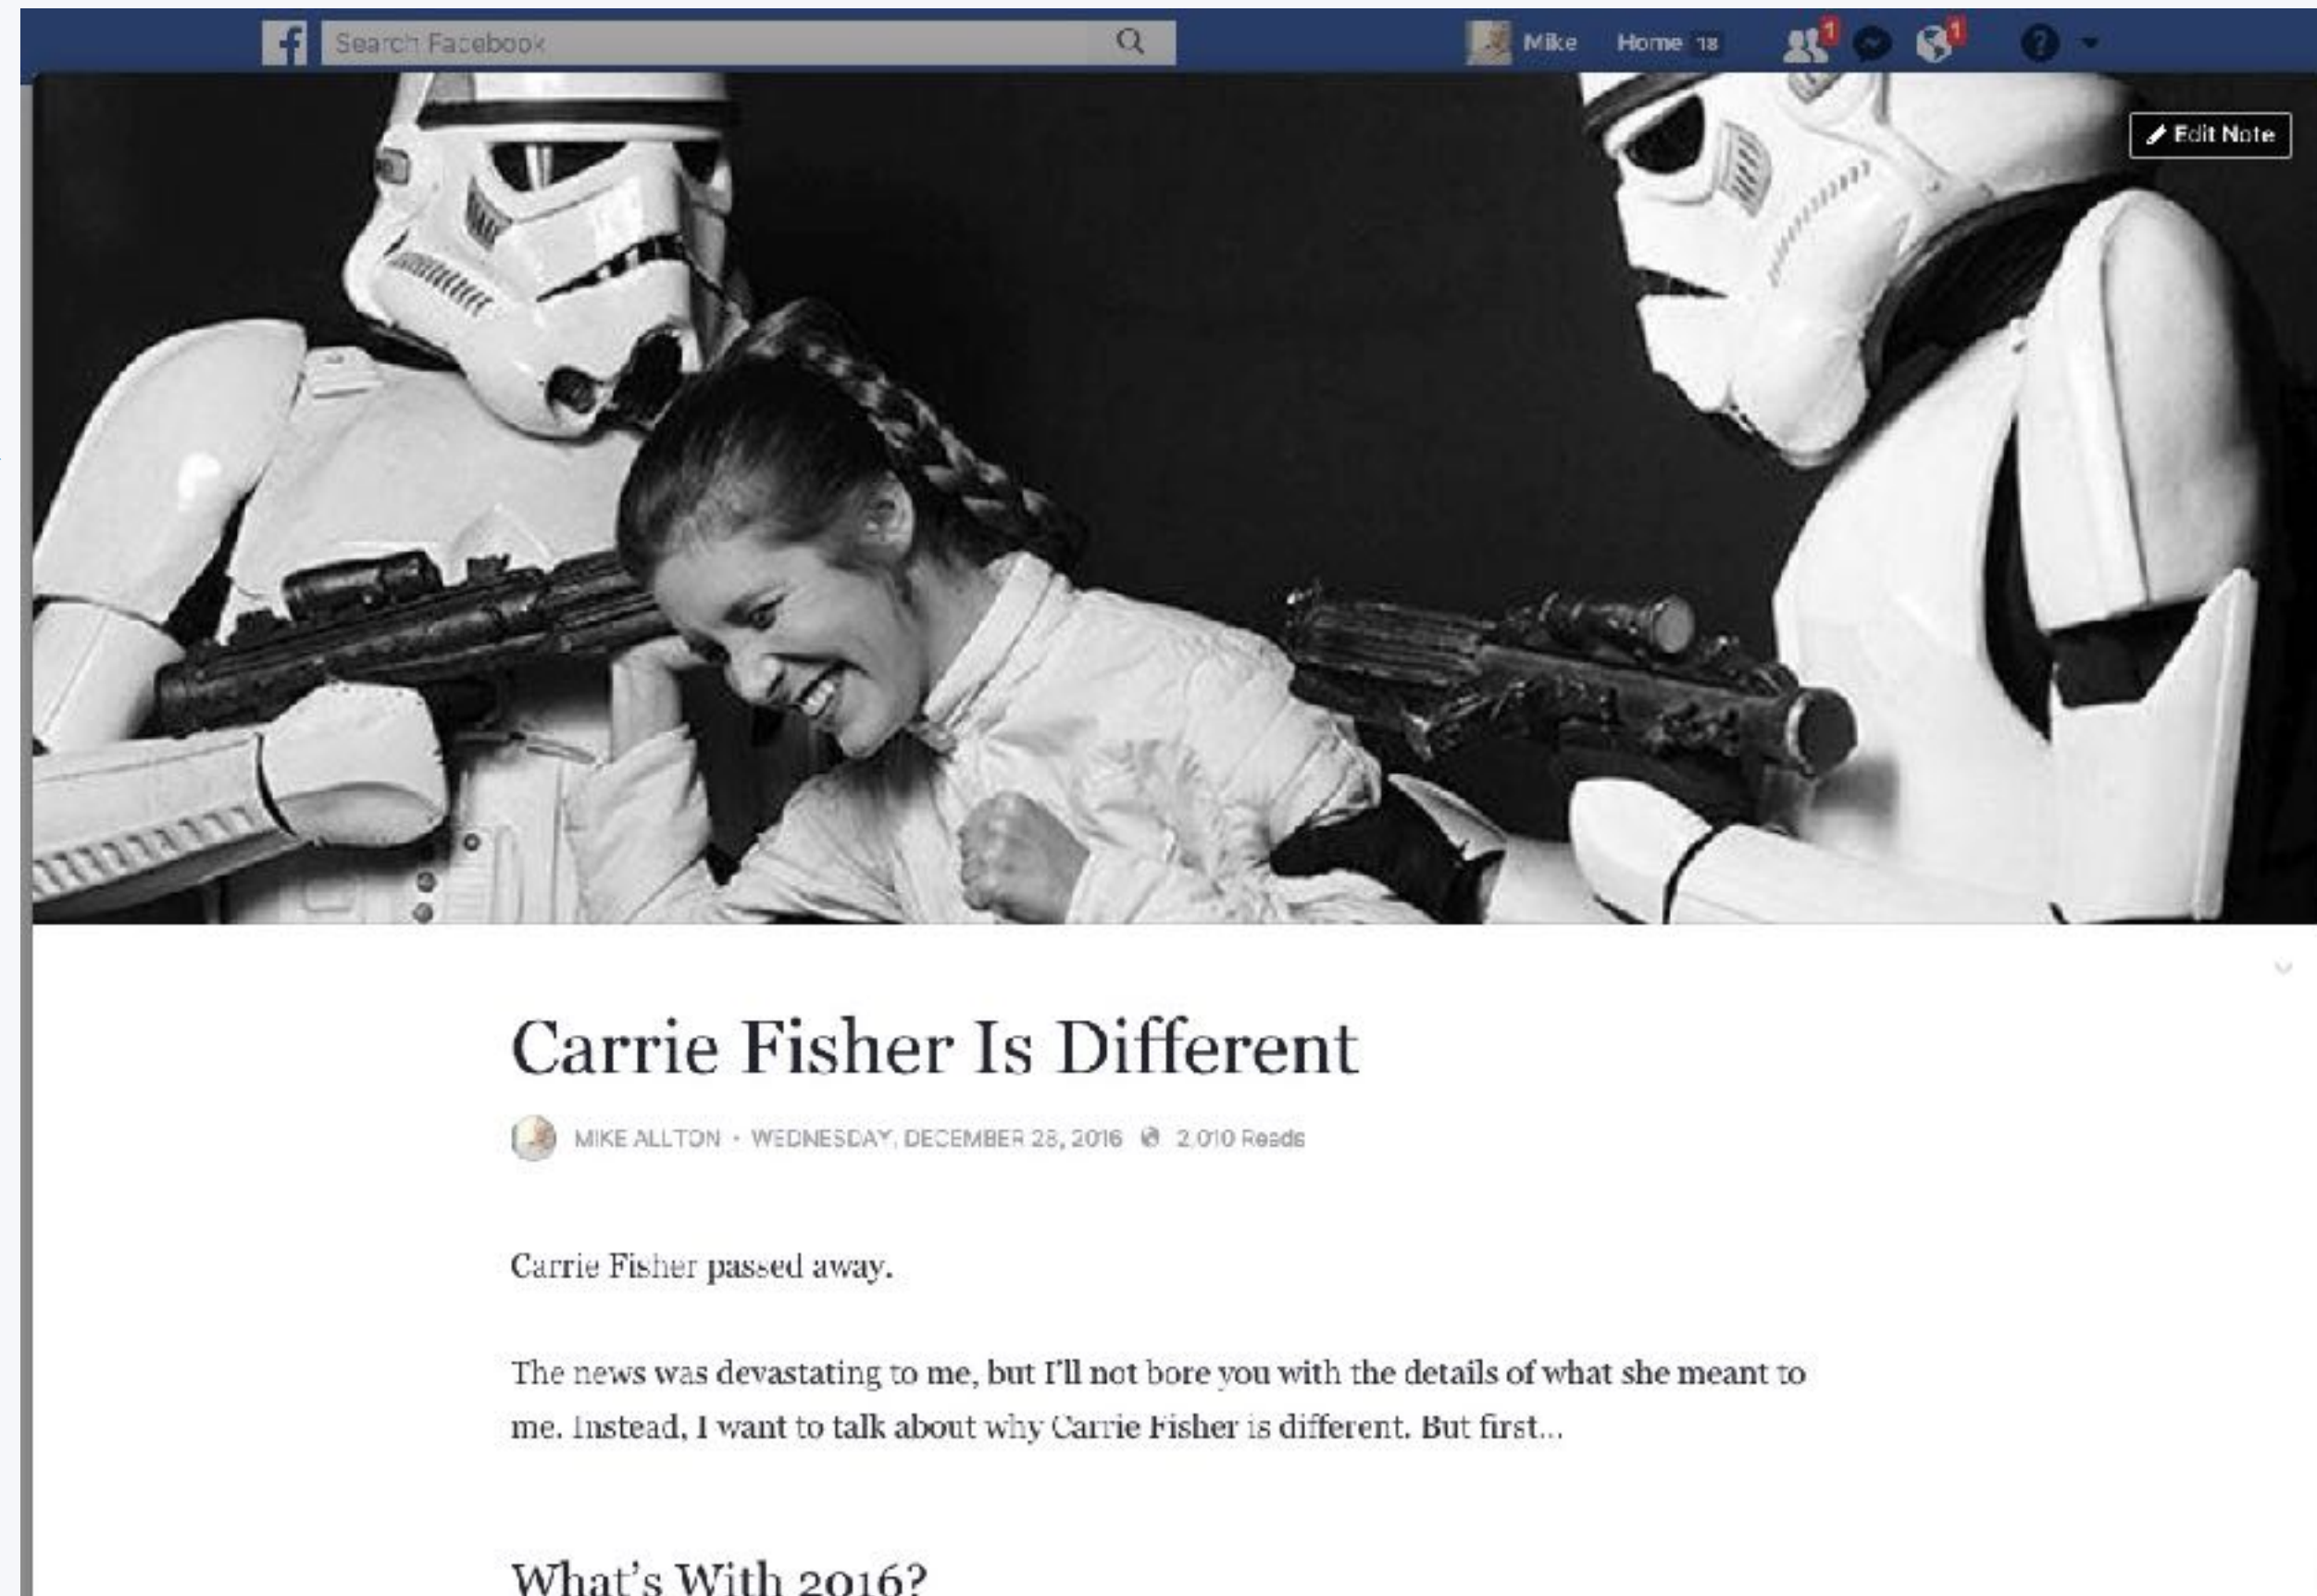 f
Search Facebook
Mike Home 18 1 1 ?
Edit Note
Carrie Fisher Is Different
MIKE ALLTON · WEDNESDAY, DECEMBER 28, 2016 2,010 Reads
Carrie Fisher passed away.
The news was devastating to me, but I'll not bore you with the details of what she meant to
me. Instead, I want to talk about why Carrie Fisher is different. But first...
What's With 2016?